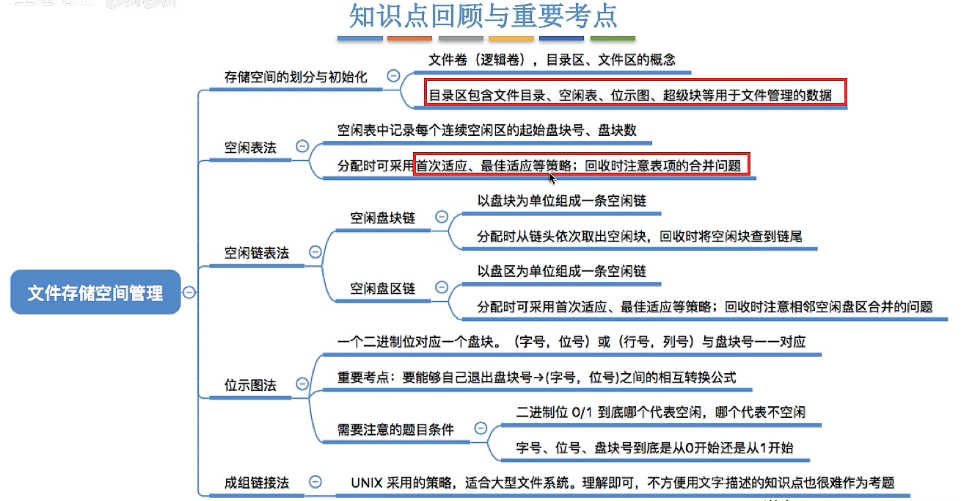 知识点回顾与重要考点
文件存储空间管理
存储空间的划分与初始化
文件卷（逻辑卷），目录区、文件区的概念
目录区包含文件目录、空闲表、位示图、超级块等用于文件管理的数据
空闲表法
空闲表中记录每个连续空闲区的起始盘块号、盘块数
分配时可采用首次适应、最佳适应等策略；回收时注意表项的合并问题
空闲链表法
空闲盘块链
以盘块为单位组成一条空闲链
分配时从链头依次取出空闲块，回收时将空闲块查到链尾
空闲盘区链
以盘区为单位组成一条空闲链
分配时可采用首次适应、最佳适应等策略；回收时注意相邻空闲盘区合并的问题
位示图法
一个二进制位对应一个盘块。（字号，位号）或（行号，列号）与盘块号一一对应
重要考点：要能够自己退出盘块号→(字号，位号)之间的相互转换公式
需要注意的题目条件
二进制位 0/1 到底哪个代表空闲，哪个代表不空闲
字号、位号、盘块号到底是从0开始还是从1开始
成组链接法
UNIX 采用的策略，适合大型文件系统。理解即可，不方便用文字描述的知识点也很难作为考题